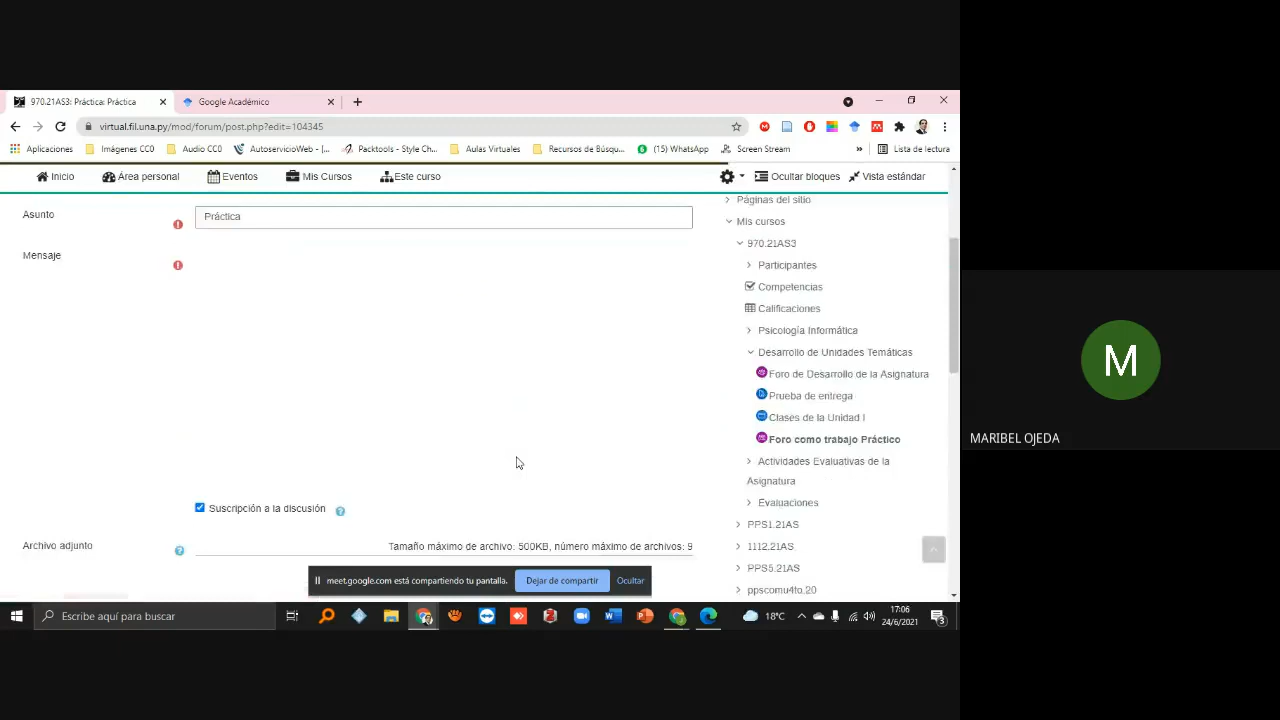 970.21AS3: Práctica: Práctica
Google Académico
virtual.fil.una.py/mod/forum/post.php?edit=104345
Aplicaciones
Imágenes CC0
Audio CC0
AutoservicioWeb - (...
Packtools - Style Ch...
Aulas Virtuales
Recursos de Búsqu...
(15) WhatsApp
Screen Stream
»
Lista de lectura
Inicio
Área personal
Eventos
Mis Cursos
Este curso
Ocultar bloques
Vista estándar
Asunto
Práctica
Mensaje
Suscripción a la discusión
Archivo adjunto
Tamaño máximo de archivo: 500KB, número máximo de archivos: 9
Páginas del sitio
Mis cursos
970.21AS3
Participantes
Competencias
Calificaciones
Psicología Informática
Desarrollo de Unidades Temáticas
Foro de Desarrollo de la Asignatura
Prueba de entrega
Clases de la Unidad I
Foro como trabajo Práctico
Actividades Evaluativas de la
Asignatura
Evaluaciones
PPS1.21AS
1112.21AS
PPS5.21AS
ppscomu4to.20
meet.google.com está compartiendo tu pantalla.
Dejar de compartir
Ocultar
Escribe aquí para buscar
18°C
17:06
24/6/2021
3
M
MARIBEL OJEDA